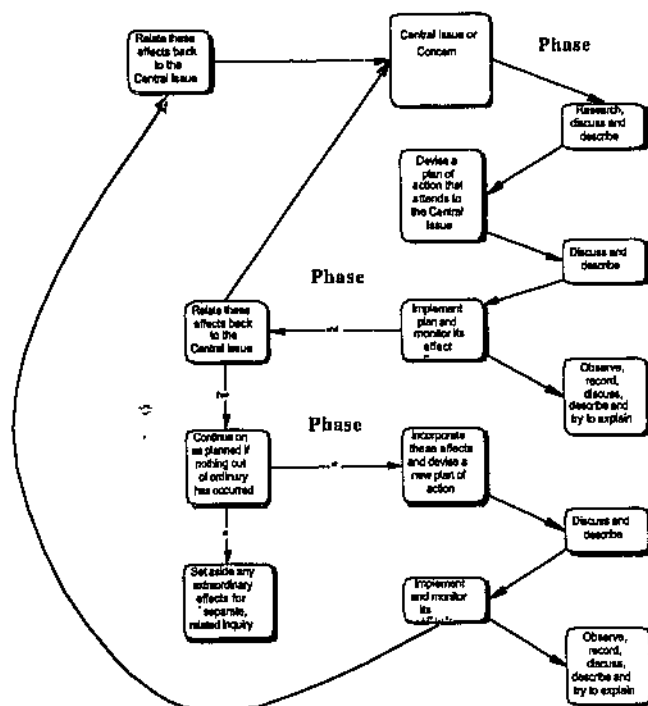 Relate these
effects back
to the
Central Issue
Central Issue or
Concern
Phase
Research,
discuss and
describe
Devise a
plan of
action that
attends to
the Central
Issue
Discuss and
describe
Phase
Relate these
effects back
to the
Central Issue
Implement
plan and
monitor its
effect
Observe,
record,
discuss,
describe and
try to explain
Phase
Continue on
as planned if
nothing out
of ordinary
has occurred
Incorporate
these effects
and devise a
new plan of
action
Discuss and
describe
Set aside any
extraordinary
effects for
separate,
related inquiry
Implement
and monitor
its
Observe,
record,
discuss,
describe and
try to explain